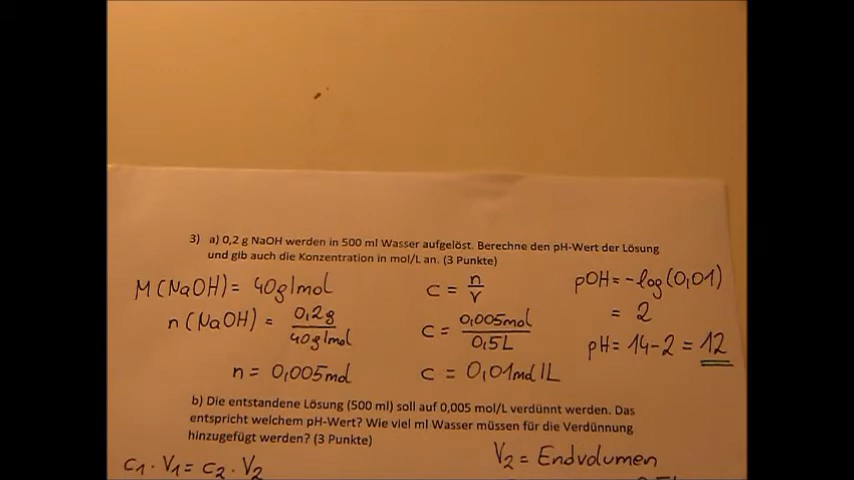 3) a) 0,2 g NaOH werden in 500 ml Wasser aufgelöst. Berechne den pH-Wert der Lösung
und gib auch die Konzentration in mol/L an. (3 Punkte)
M(NaOH) = 40g/mol
n(NaOH) = 0,2g / 40g/mol
n = 0,005mol
c = n / V
c = 0,005mol / 0,5L
c = 0,01mol/L
pOH = -log(0,01)
= 2
pH = 14-2 = 12
b) Die entstandene Lösung (500 ml) soll auf 0,005 mol/L verdünnt werden. Das
entspricht welchem pH-Wert? Wie viel ml Wasser müssen für die Verdünnung
hinzugefügt werden? (3 Punkte)
c1 · V1 = c2 · V2
V2 = Endvolumen